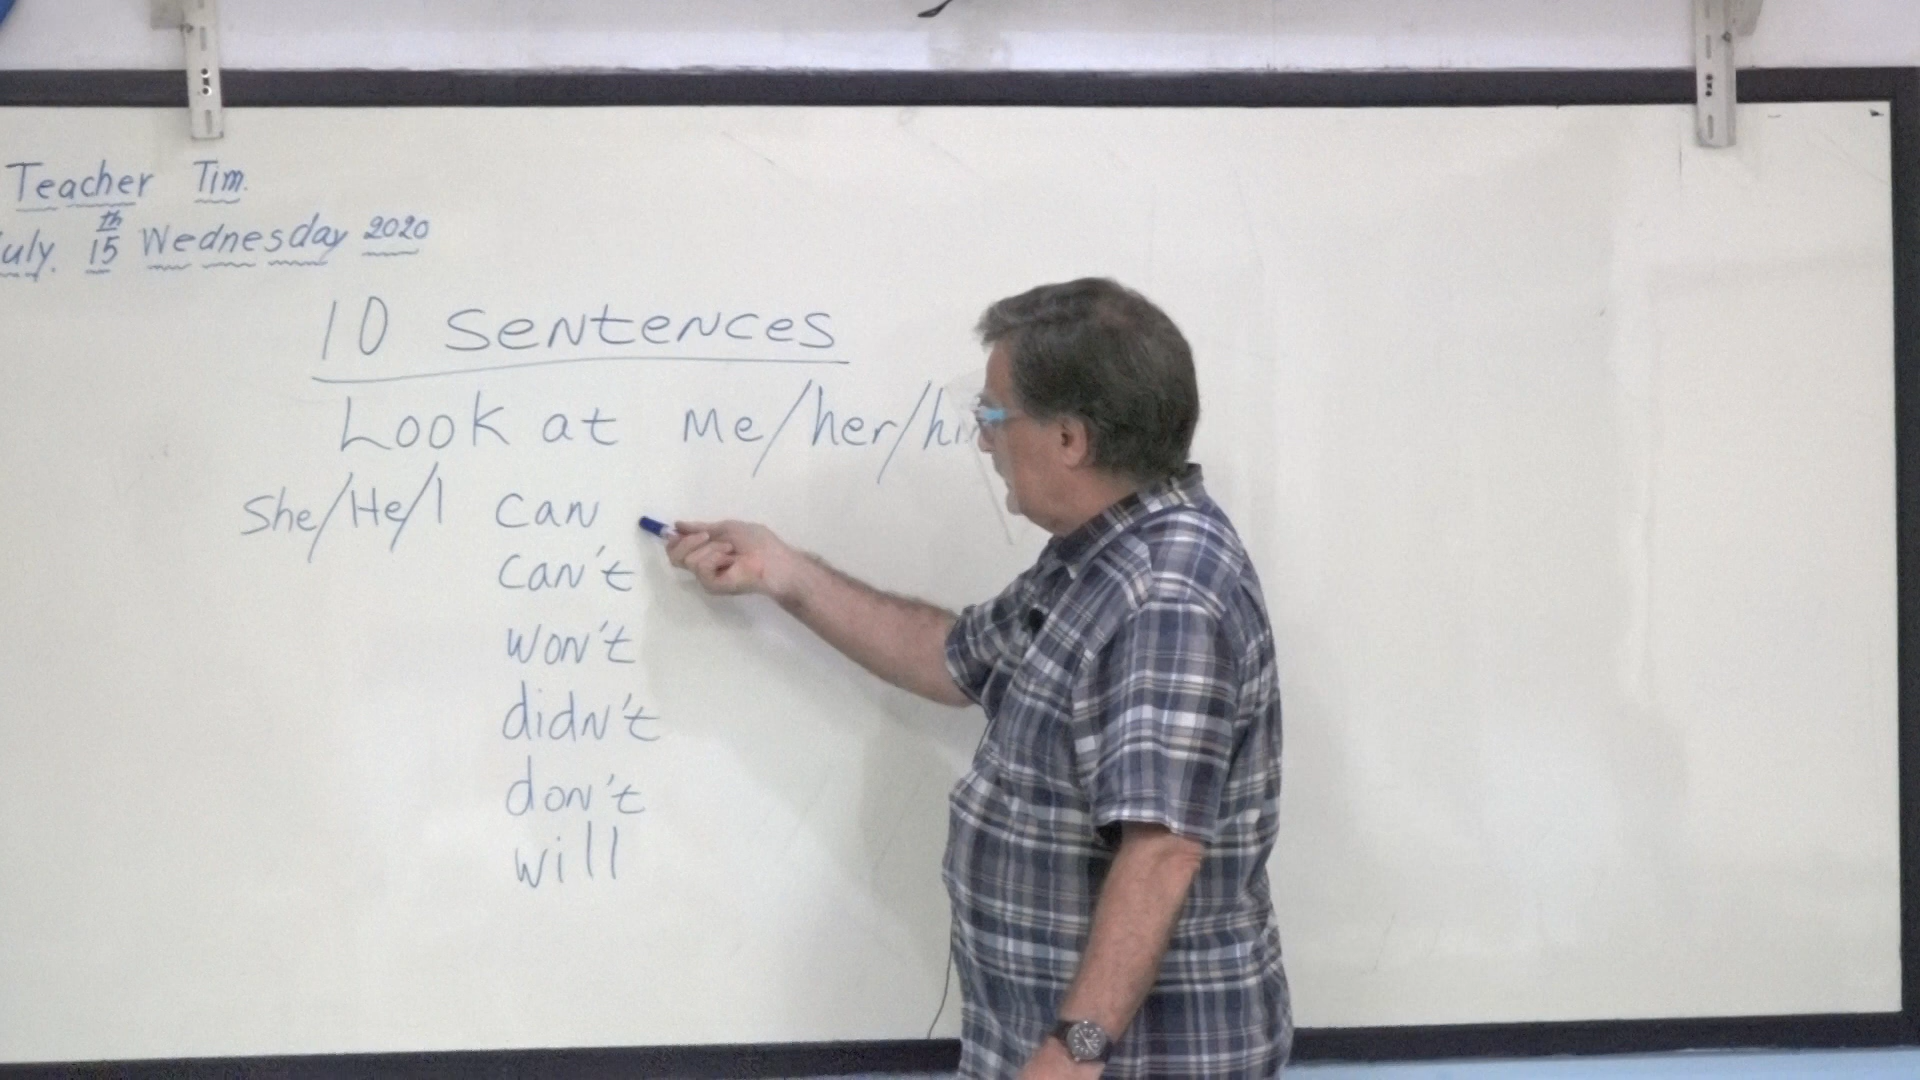 Teacher Tim.
July. 15th Wednesday 2020
10 Sentences
Look at me/her/
She/He/I can
can't
won't
didn't
don't
will